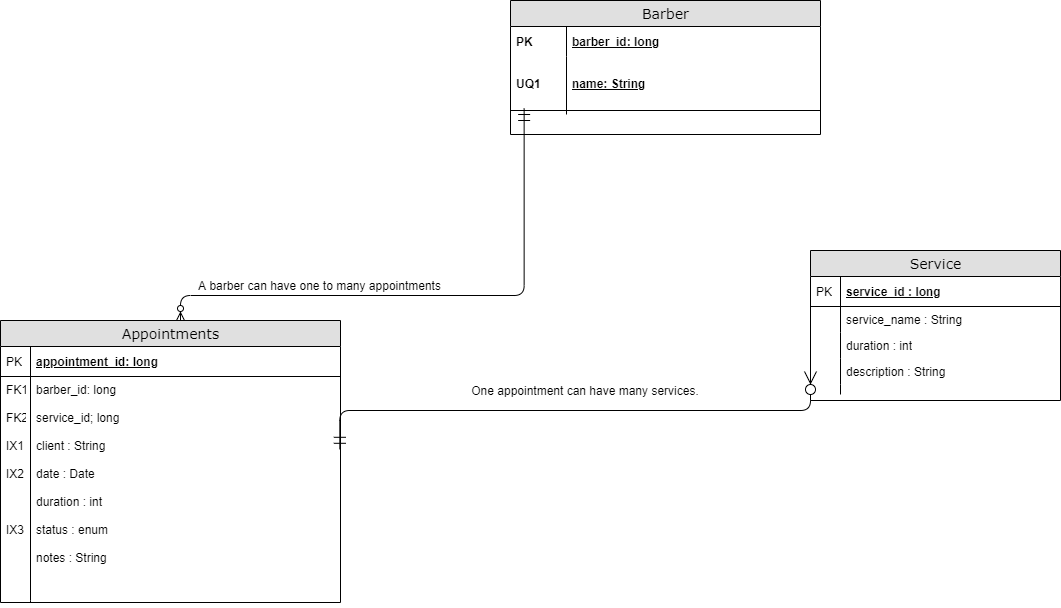 Barber
PK barber_id: long
UQ1 name: String
A barber can have one to many appointments
Service
PK service_id : long
service_name : String
duration : int
description : String
Appointments
PK appointment_id: long
FK1 barber_id: long
FK2 service_id; long
IX1 client : String
IX2 date : Date
duration : int
IX3 status : enum
notes : String
One appointment can have many services.